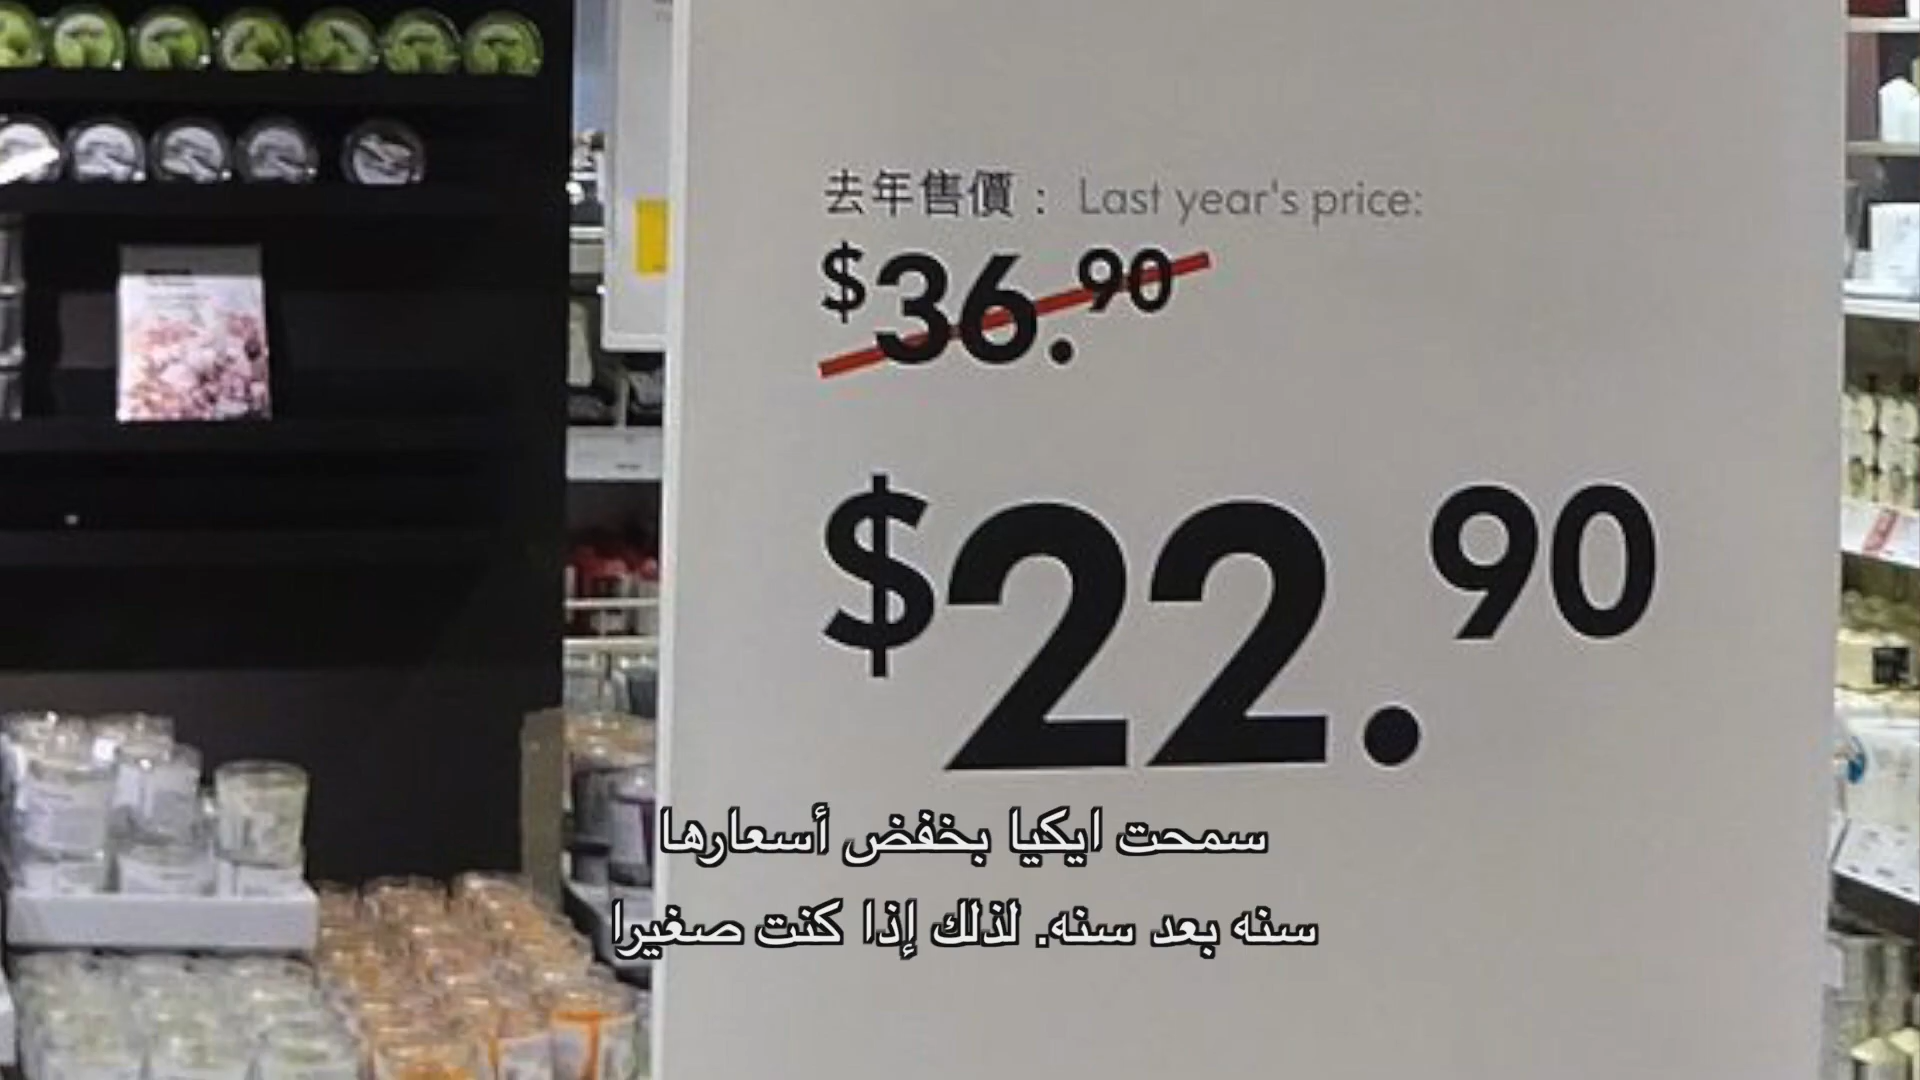 去年售價： Last year's price:
$36.90
$22.90
سمحت ايكيا بخفض أسعارها
سنه بعد سنه. لذلك إذا كنت صغيرا